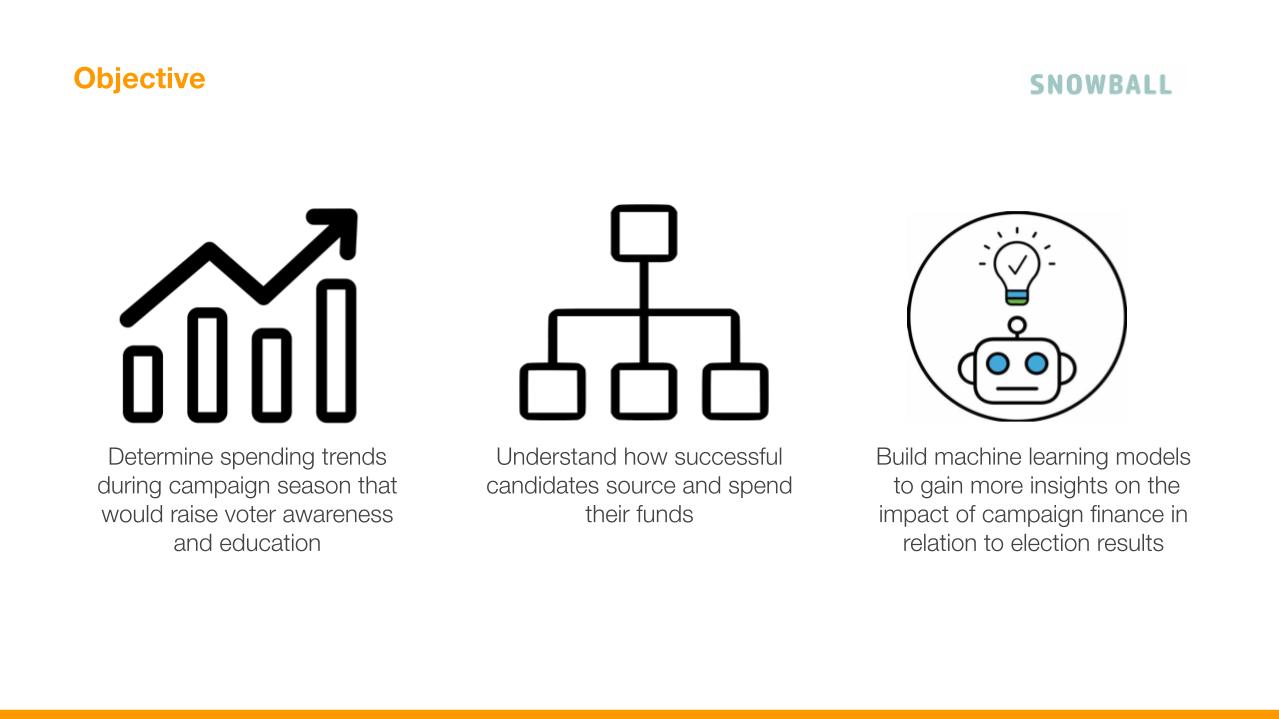 Objective
SNOWBALL
Determine spending trends
during campaign season that
would raise voter awareness
and education
Understand how successful
candidates source and spend
their funds
Build machine learning models
to gain more insights on the
impact of campaign finance in
relation to election results